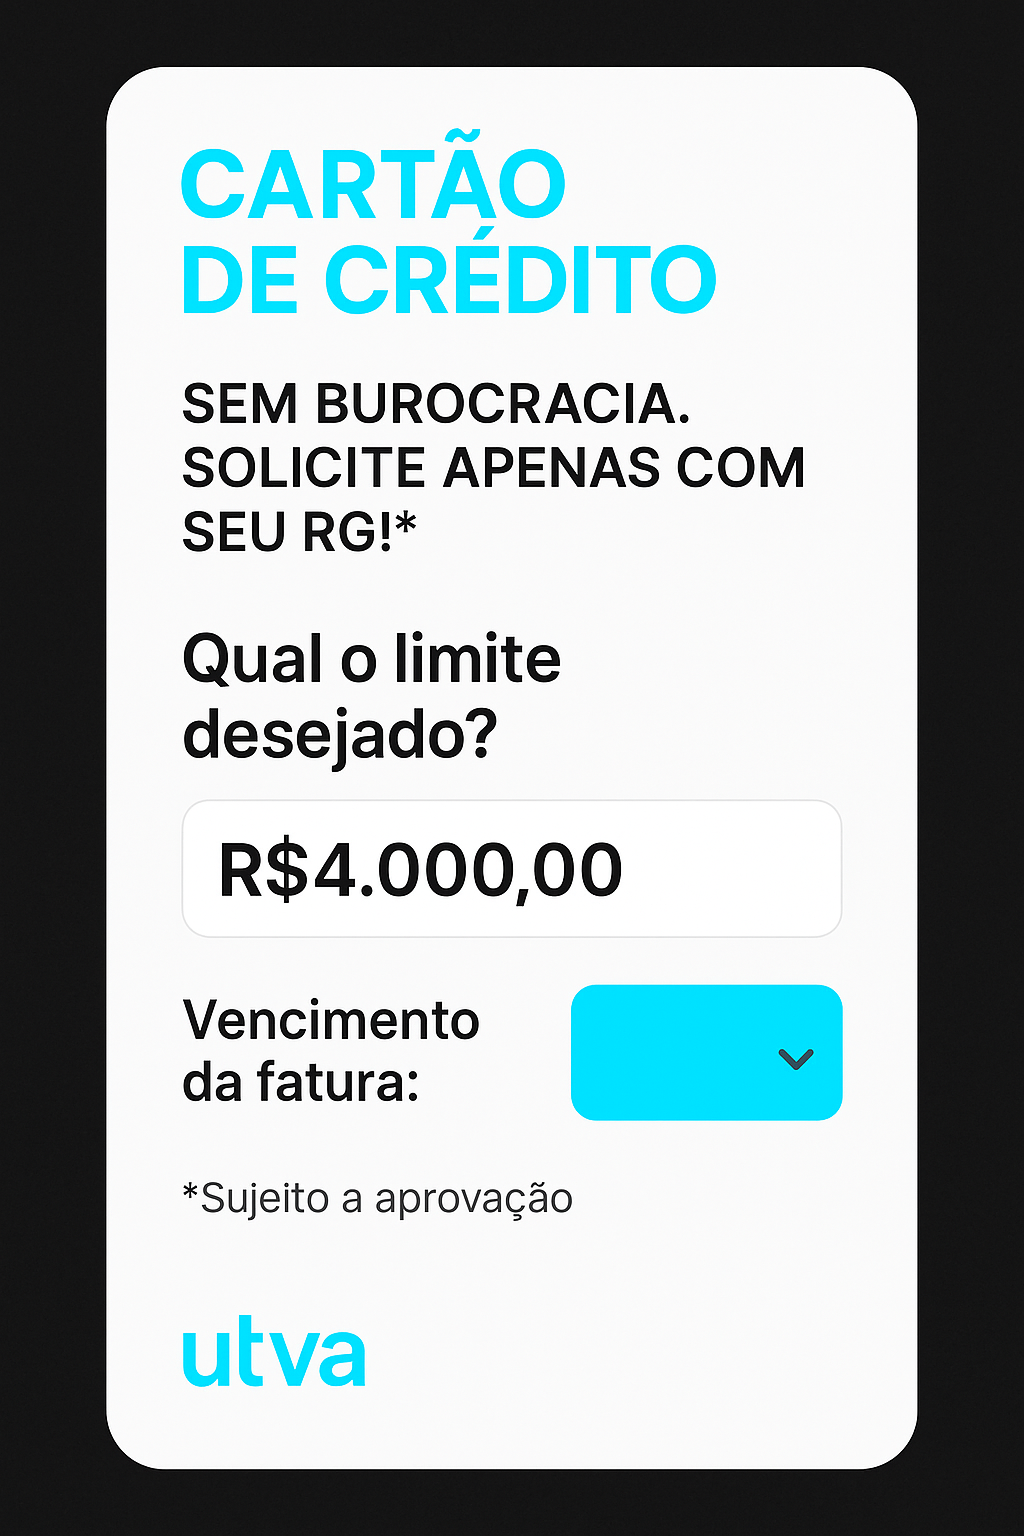 CARTÃO
DE CRÉDITO
SEM BUROCRACIA.
SOLICITE APENAS COM
SEU RG!*
Qual o limite
desejado?
R$4.000,00
Vencimento
da fatura:
*Sujeito a aprovação
utva